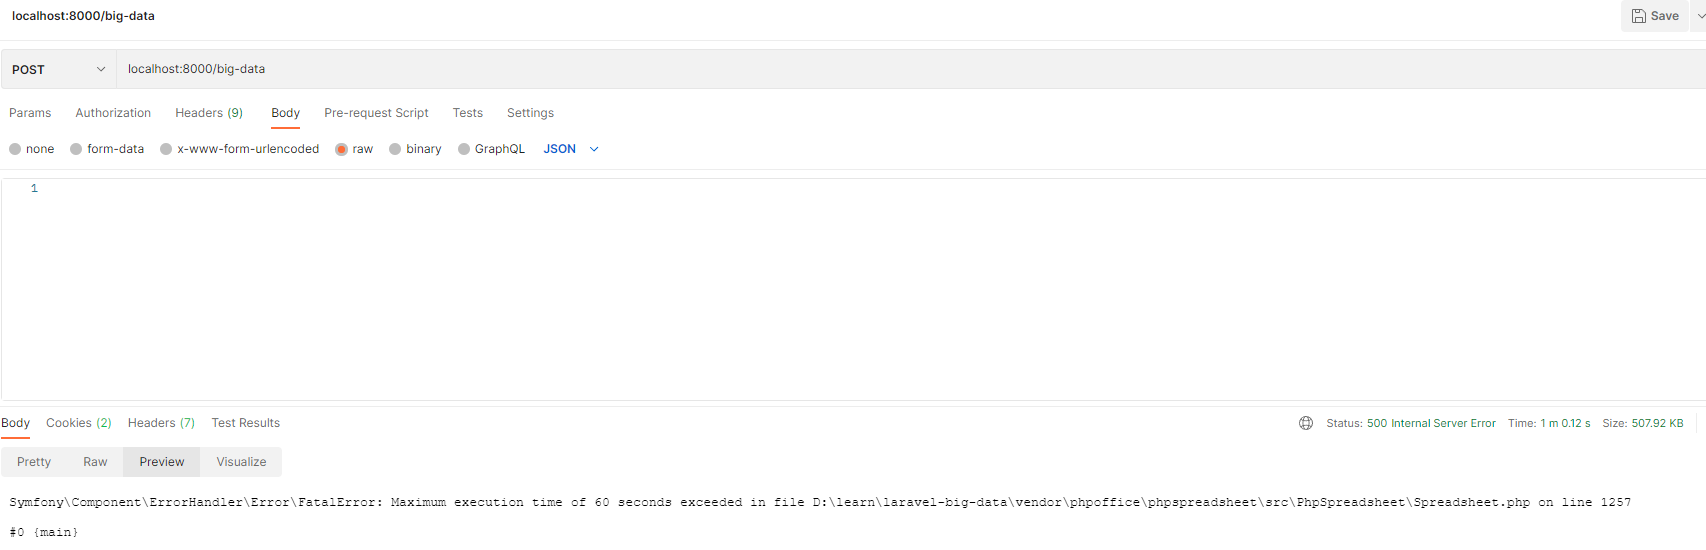 localhost:8000/big-data
Save
POST localhost:8000/big-data
Params Authorization Headers (9) Body Pre-request Script Tests Settings
none form-data x-www-form-urlencoded raw binary GraphQL JSON
1
Body Cookies (2) Headers (7) Test Results Status: 500 Internal Server Error Time: 1 m 0.12 s Size: 507.92 KB
Pretty Raw Preview Visualize
Symfony\Component\ErrorHandler\Error\FatalError: Maximum execution time of 60 seconds exceeded in file D:\learn\laravel-big-data\vendor\phpoffice\phpspreadsheet\src\PhpSpreadsheet\Spreadsheet.php on line 1257
#0 {main}